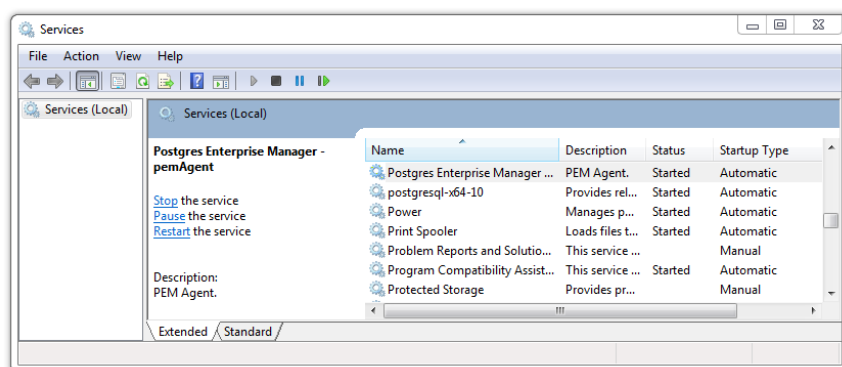 Services
File Action View Help
Services (Local)
Services (Local)
Postgres Enterprise Manager -
pemAgent
Stop the service
Pause the service
Restart the service
Description:
PEM Agent.
Name Description Status Startup Type
Postgres Enterprise Manager ... PEM Agent. Started Automatic
postgresql-x64-10 Provides rel... Started Automatic
Power Manages p... Started Automatic
Print Spooler Loads files t... Started Automatic
Problem Reports and Solutio... This service ... Manual
Program Compatibility Assist... This service ... Started Automatic
Protected Storage Provides pr... Manual
Extended Standard